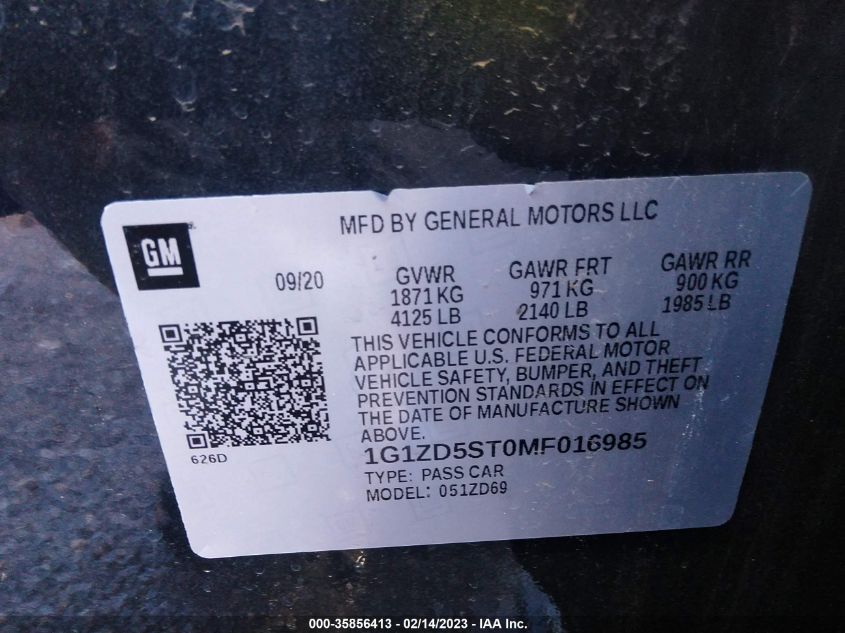 MFD BY GENERAL MOTORS LLC
GM
09/20
GVWR GAWR FRT GAWR RR
1871 KG 971 KG 900 KG
4125 LB 2140 LB 1985 LB
THIS VEHICLE CONFORMS TO ALL
APPLICABLE U.S. FEDERAL MOTOR
VEHICLE SAFETY, BUMPER, AND THEFT
PREVENTION STANDARDS IN EFFECT ON
THE DATE OF MANUFACTURE SHOWN
ABOVE.
626D
1G1ZD5ST0MF016985
TYPE: PASS CAR
MODEL: 051ZD69
000-35856413 - 02/14/2023 - IAA Inc.